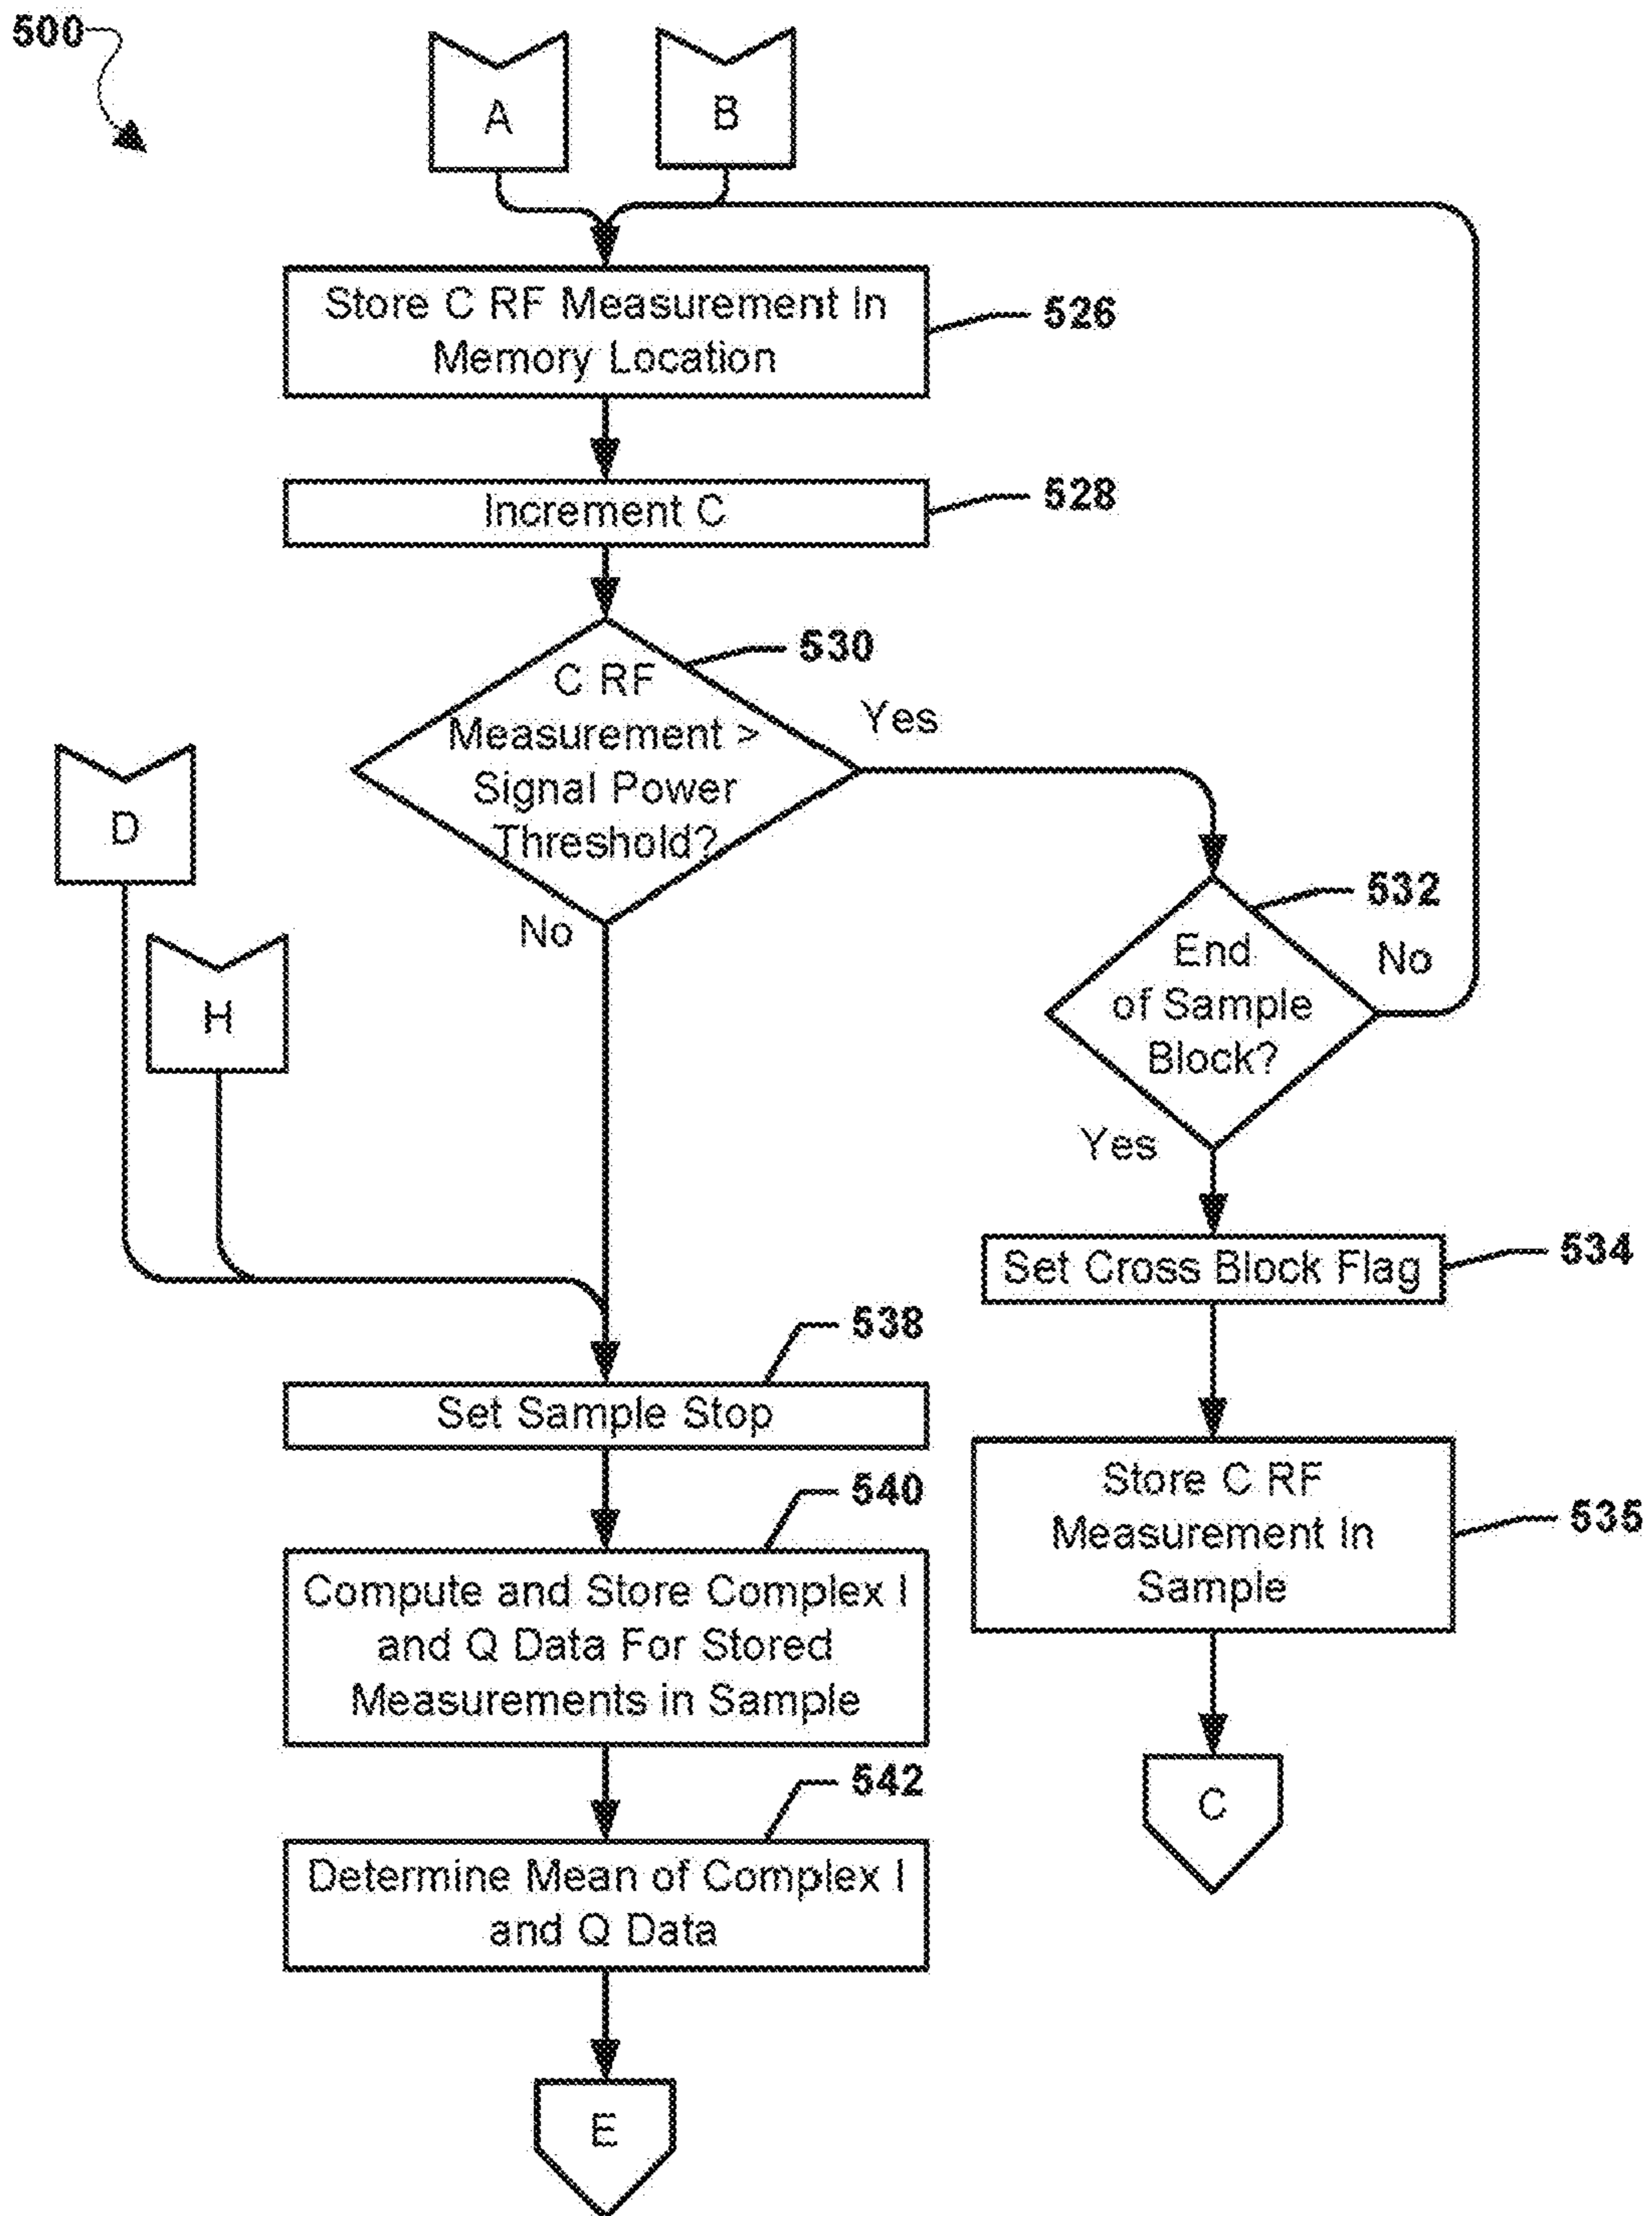 500
A
B
Store C RF Measurement In
Memory Location
526
Increment C
528
530
C RF
Measurement >
Signal Power
Threshold?
Yes
No
D
H
532
End
of Sample
Block?
No
Yes
Set Cross Block Flag
534
538
Set Sample Stop
Store C RF
Measurement In
Sample
535
540
Compute and Store Complex I
and Q Data For Stored
Measurements in Sample
C
542
Determine Mean of Complex I
and Q Data
E